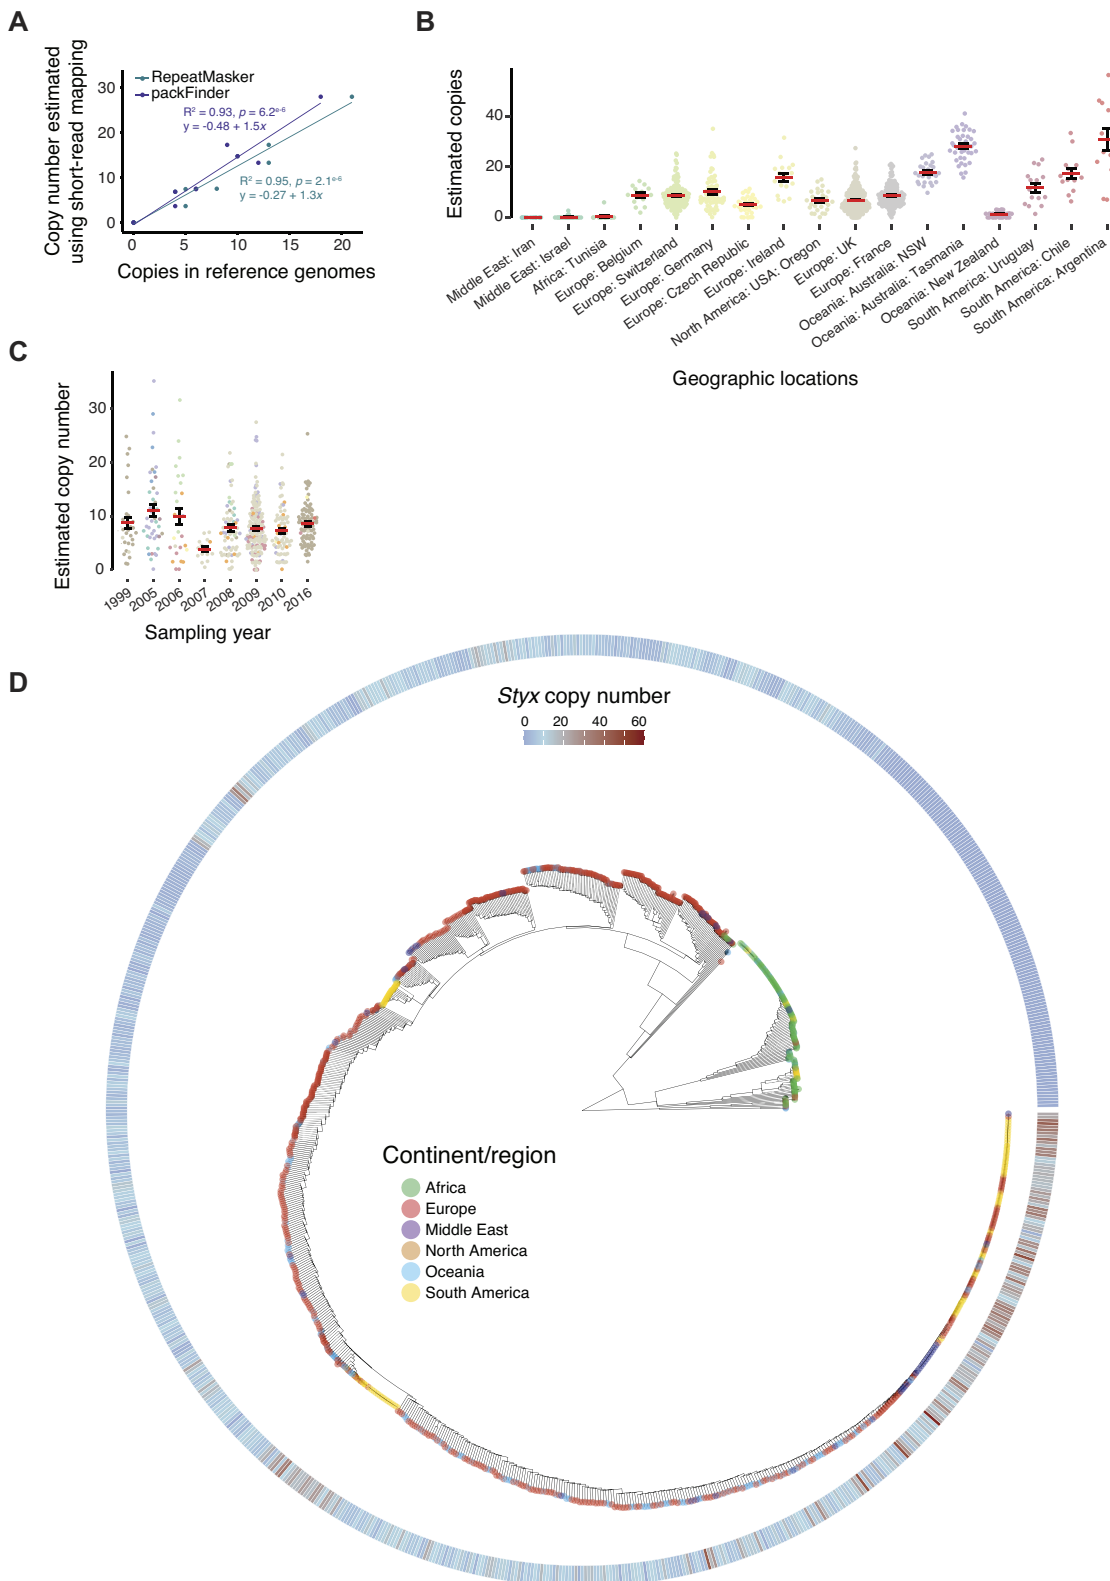 A
Copy number estimated
using short-read mapping
RepeatMasker
packFinder
R² = 0.93, p = 6.2ᵉ⁻⁶
y = -0.48 + 1.5x
R² = 0.95, p = 2.1ᵉ⁻⁶
y = -0.27 + 1.3x
30
20
10
0
0 5 10 15 20
Copies in reference genomes
B
Estimated copies
40
20
0
Middle East: Iran
Middle East: Israel
Africa: Tunisia
Europe: Belgium
Europe: Switzerland
Europe: Germany
Europe: Czech Republic
Europe: Ireland
North America: USA: Oregon
Europe: UK
Europe: France
Oceania: Australia: NSW
Oceania: Australia: Tasmania
Oceania: New Zealand
South America: Uruguay
South America: Chile
South America: Argentina
Geographic locations
C
Estimated copy number
30
20
10
0
1999 2005 2006 2007 2008 2009 2010 2016
Sampling year
D
Styx copy number
0 20 40 60
Continent/region
Africa
Europe
Middle East
North America
Oceania
South America